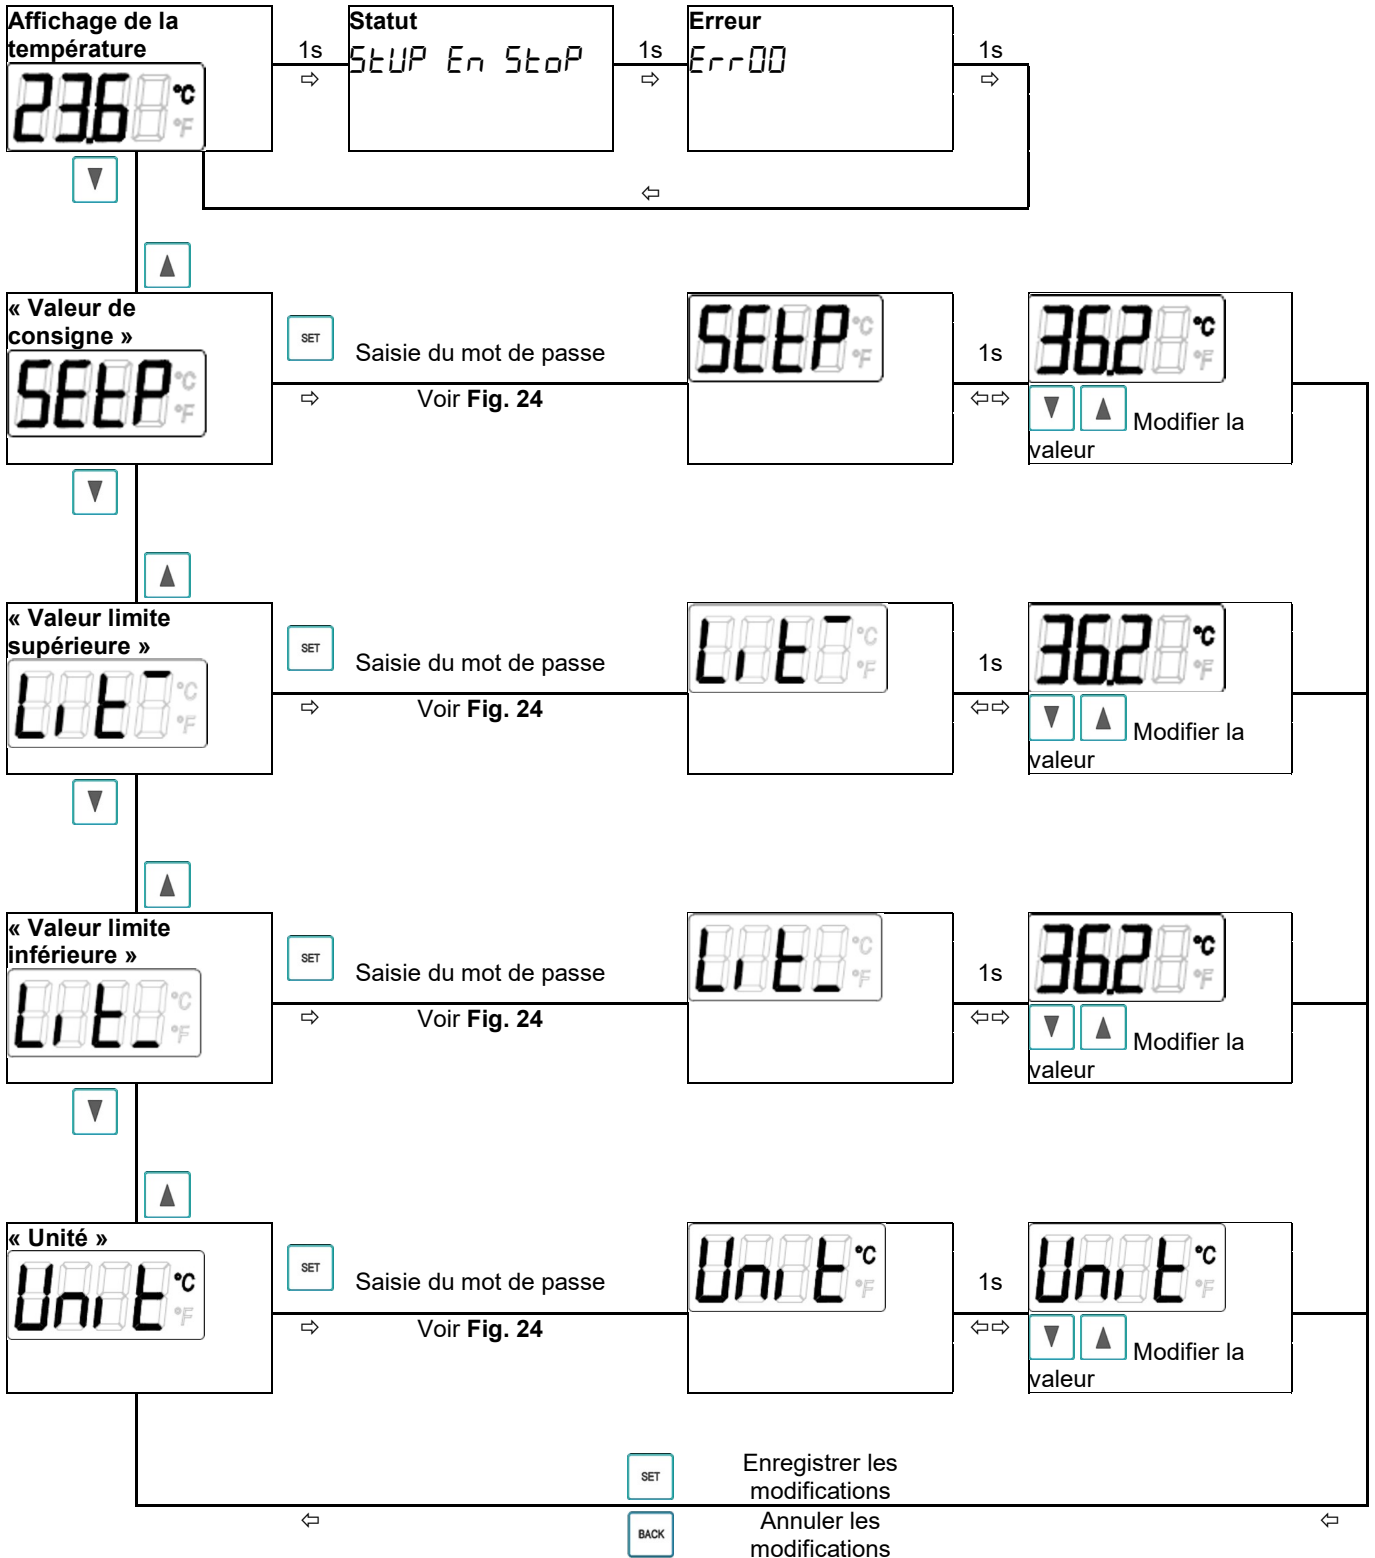 Affichage de la
température
23.6 °C
°F
1s
⇨
Statut
StUP En StoP
1s
⇨
Erreur
Err00
1s
⇨
▼
⇦
▲
« Valeur de
consigne »
SEtP °C
°F
SET
Saisie du mot de passe
⇨
Voir Fig. 24
SEtP °C
°F
1s
⇦⇨
36.2 °C
°F
▼ ▲ Modifier la
valeur
▼
▲
« Valeur limite
supérieure »
Lit¯ °C
°F
SET
Saisie du mot de passe
⇨
Voir Fig. 24
Lit¯ °C
°F
1s
⇦⇨
36.2 °C
°F
▼ ▲ Modifier la
valeur
▼
▲
« Valeur limite
inférieure »
Lit_ °C
°F
SET
Saisie du mot de passe
⇨
Voir Fig. 24
Lit_ °C
°F
1s
⇦⇨
36.2 °C
°F
▼ ▲ Modifier la
valeur
▼
▲
« Unité »
Unit °C
°F
SET
Saisie du mot de passe
⇨
Voir Fig. 24
Unit °C
°F
1s
⇦⇨
Unit °C
°F
▼ ▲ Modifier la
valeur
SET
Enregistrer les
modifications
⇦
BACK
Annuler les
modifications
⇦